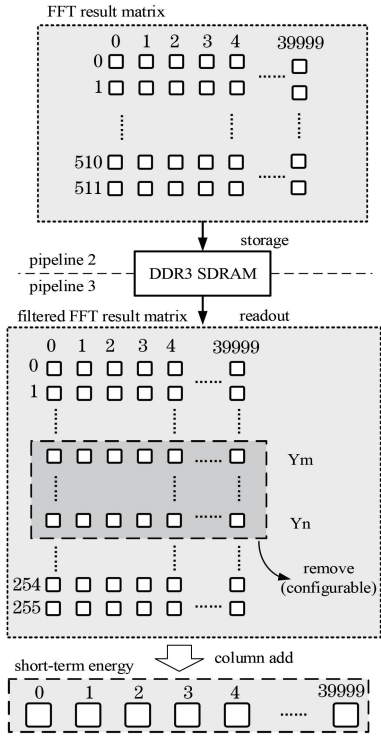 FFT result matrix
0 1 2 3 4 39999
0
1
510
511
storage
pipeline 2
DDR3 SDRAM
pipeline 3
filtered FFT result matrix readout
0 1 2 3 4 39999
0
1
Ym
Yn
remove
(configurable)
254
255
column add
short-term energy
0 1 2 3 4 39999